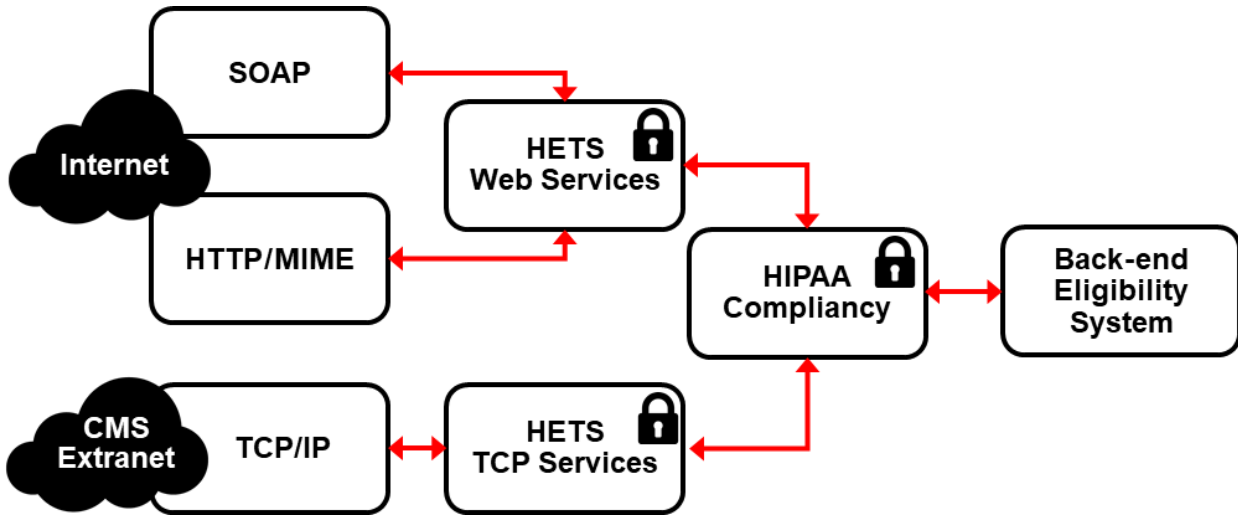 SOAP
Internet
HTTP/MIME
HETS
Web Services
HIPAA
Compliancy
Back-end
Eligibility
System
CMS
Extranet
TCP/IP
HETS
TCP Services